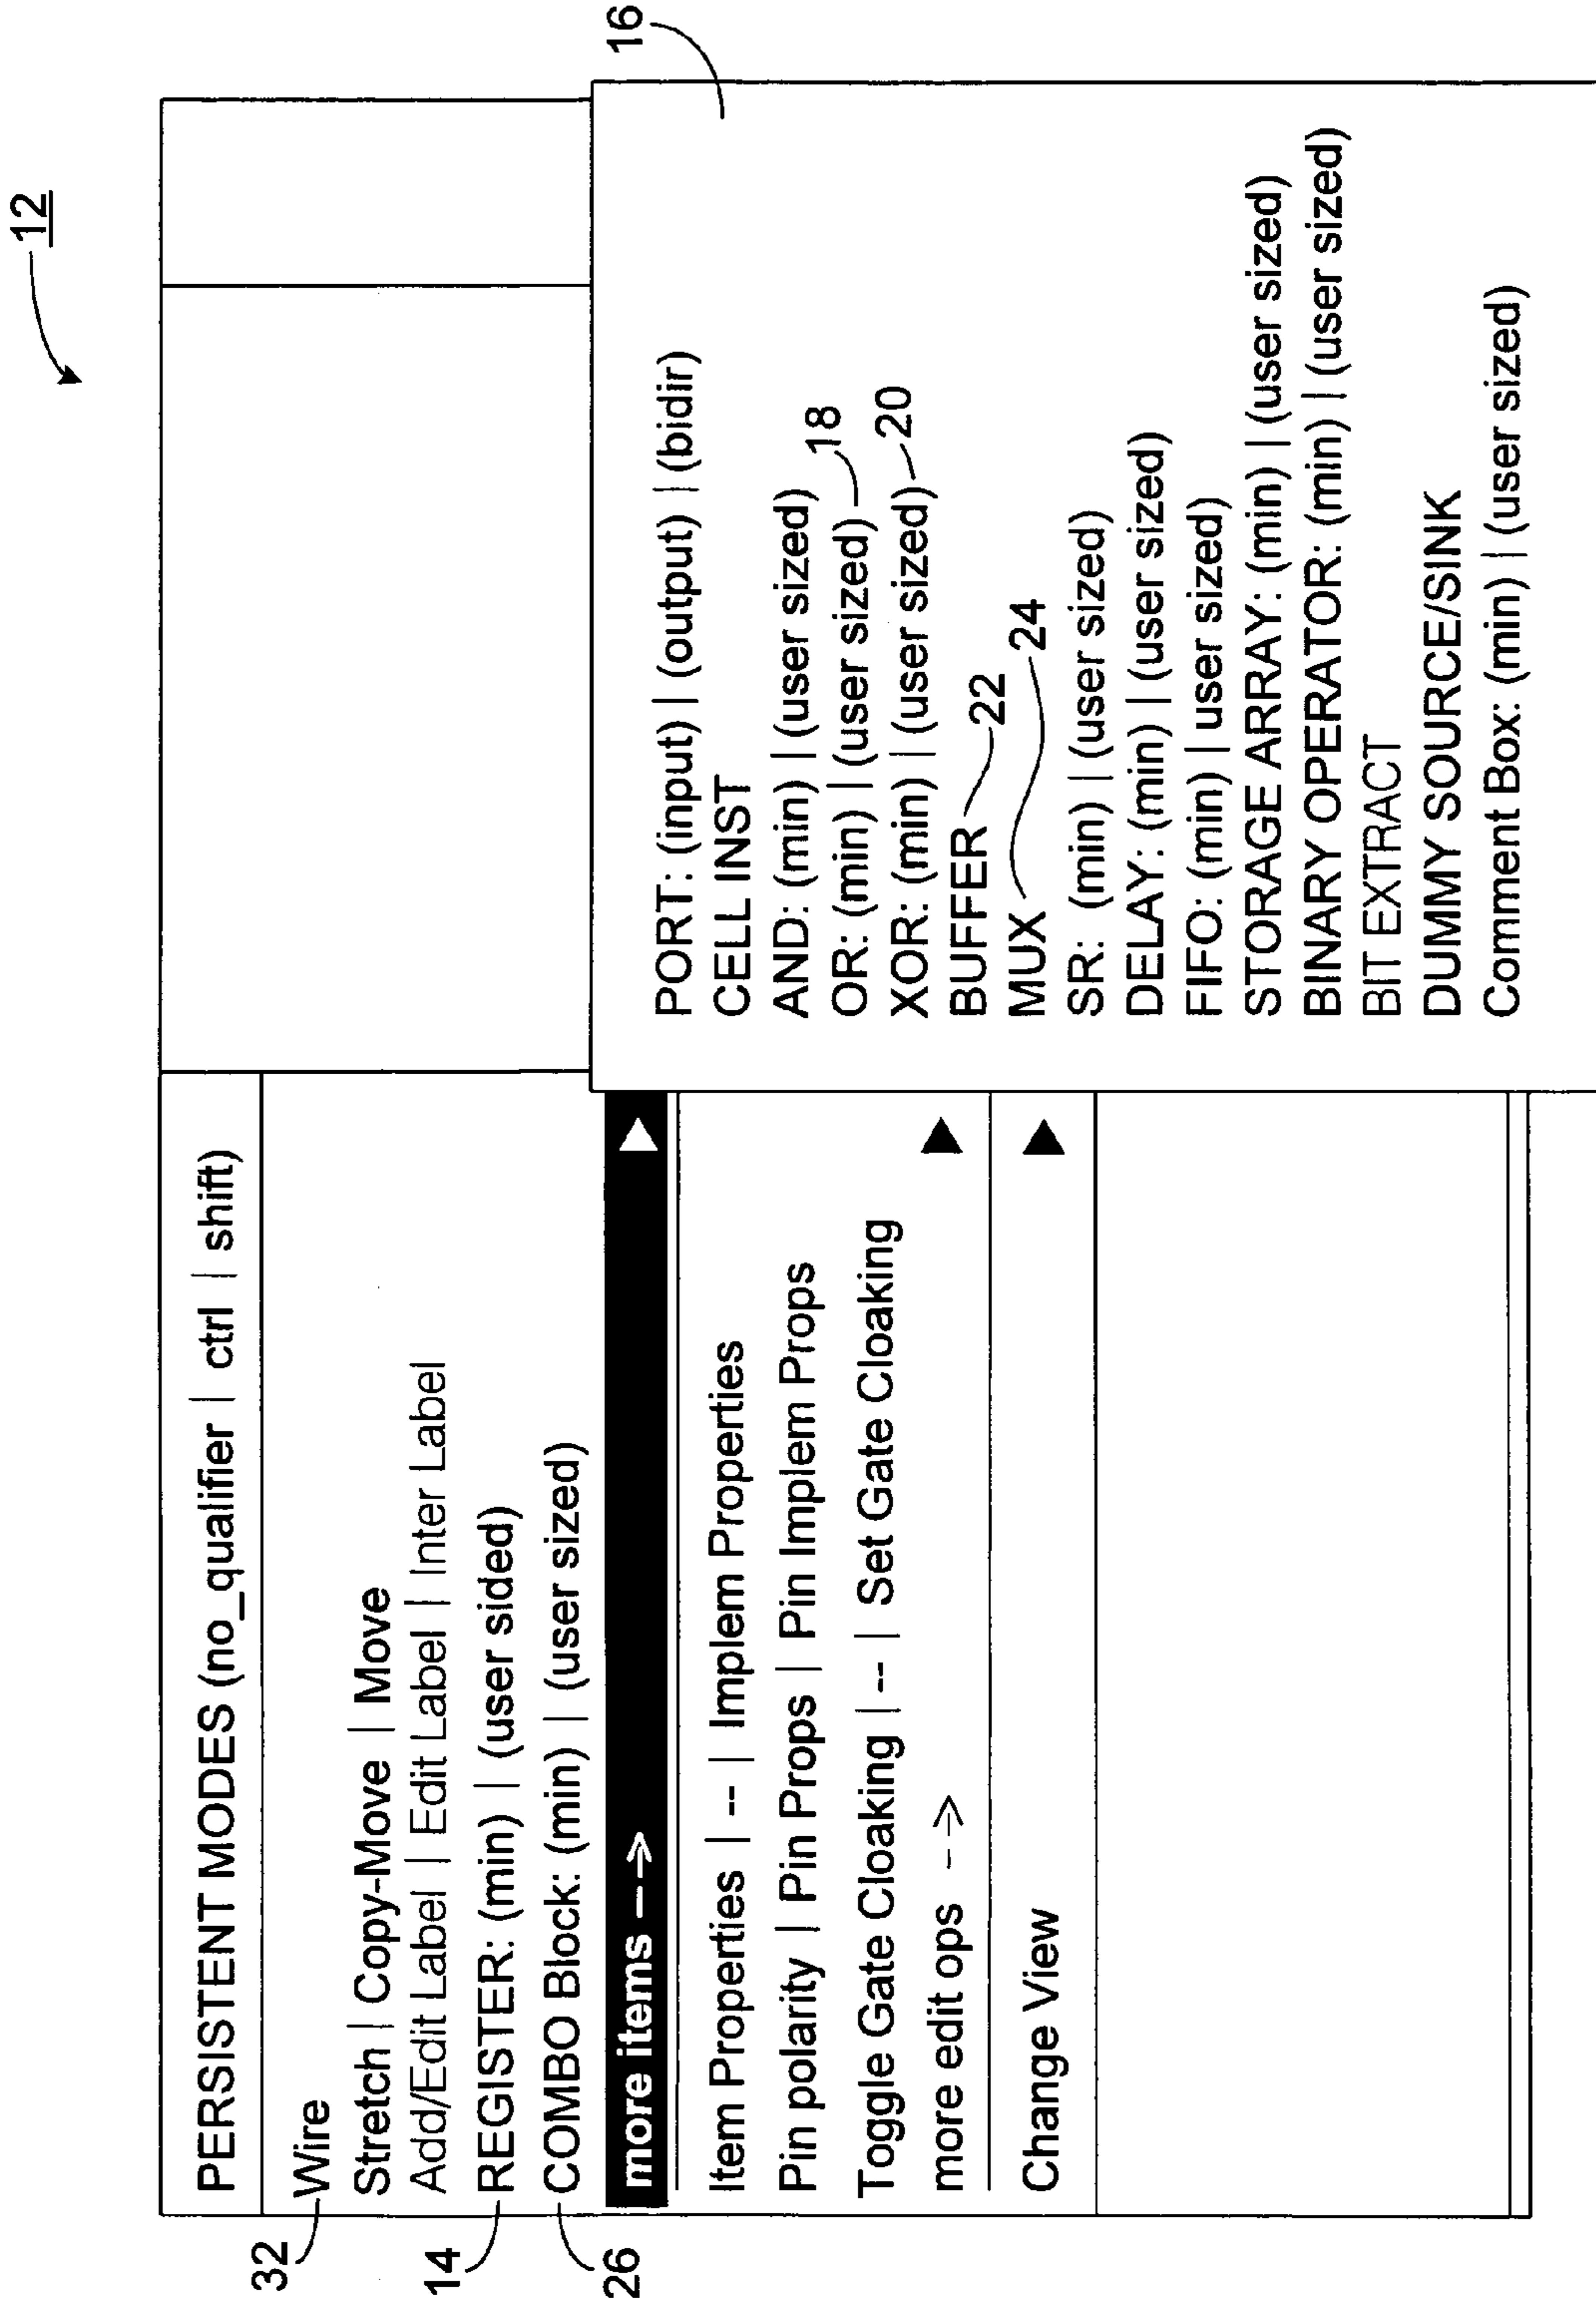 12
PERSISTENT MODES (no_qualifier | ctrl | shift)
32 Wire
Stretch | Copy-Move | Move
Add/Edit Label | Edit Label | Inter Label
14 REGISTER: (min) | (user sided)
26 COMBO Block: (min) | (user sized)
more items -->
Item Properties | -- | Implem Properties
Pin polarity | Pin Props | Pin Implem Props
Toggle Gate Cloaking | -- | Set Gate Cloaking
more edit ops -->
Change View
16
PORT: (input) | (output) | (bidir)
CELL INST
AND: (min) | (user sized)
OR: (min) | (user sized) 18
XOR: (min) | (user sized) 20
BUFFER 22
MUX 24
SR: (min) | (user sized)
DELAY: (min) | (user sized)
FIFO: (min) | user sized)
STORAGE ARRAY: (min) | (user sized)
BINARY OPERATOR: (min) | (user sized)
BIT EXTRACT
DUMMY SOURCE/SINK
Comment Box: (min) | (user sized)